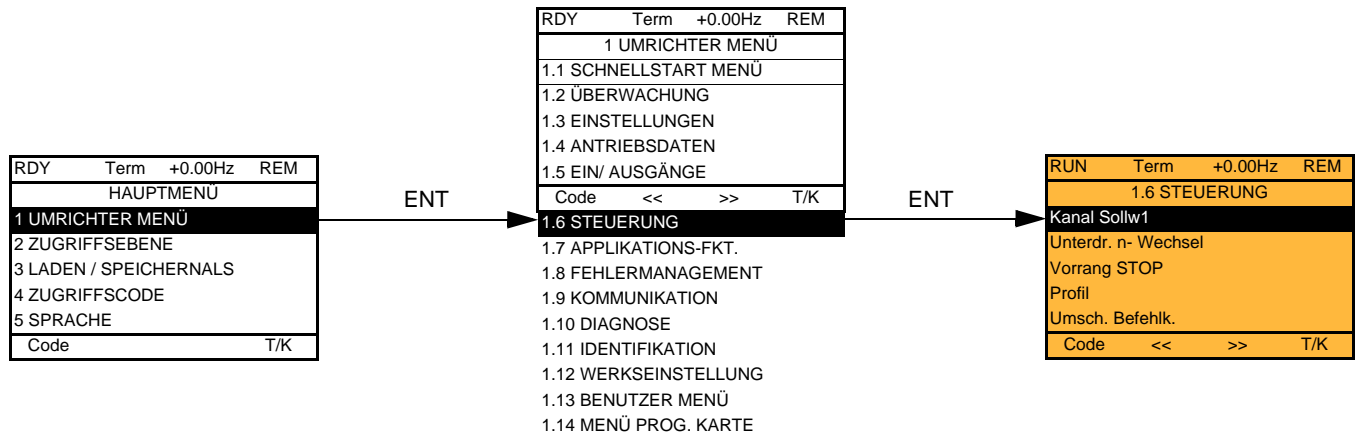 RDY Term +0.00Hz REM
HAUPTMENÜ
1 UMRICHTER MENÜ
2 ZUGRIFFSEBENE
3 LADEN / SPEICHERNALS
4 ZUGRIFFSCODE
5 SPRACHE
Code T/K
ENT
RDY Term +0.00Hz REM
1 UMRICHTER MENÜ
1.1 SCHNELLSTART MENÜ
1.2 ÜBERWACHUNG
1.3 EINSTELLUNGEN
1.4 ANTRIEBSDATEN
1.5 EIN/ AUSGÄNGE
Code << >> T/K
1.6 STEUERUNG
1.7 APPLIKATIONS-FKT.
1.8 FEHLERMANAGEMENT
1.9 KOMMUNIKATION
1.10 DIAGNOSE
1.11 IDENTIFIKATION
1.12 WERKSEINSTELLUNG
1.13 BENUTZER MENÜ
1.14 MENÜ PROG. KARTE
ENT
RUN Term +0.00Hz REM
1.6 STEUERUNG
Kanal Sollw1
Unterdr. n- Wechsel
Vorrang STOP
Profil
Umsch. Befehlk.
Code << >> T/K